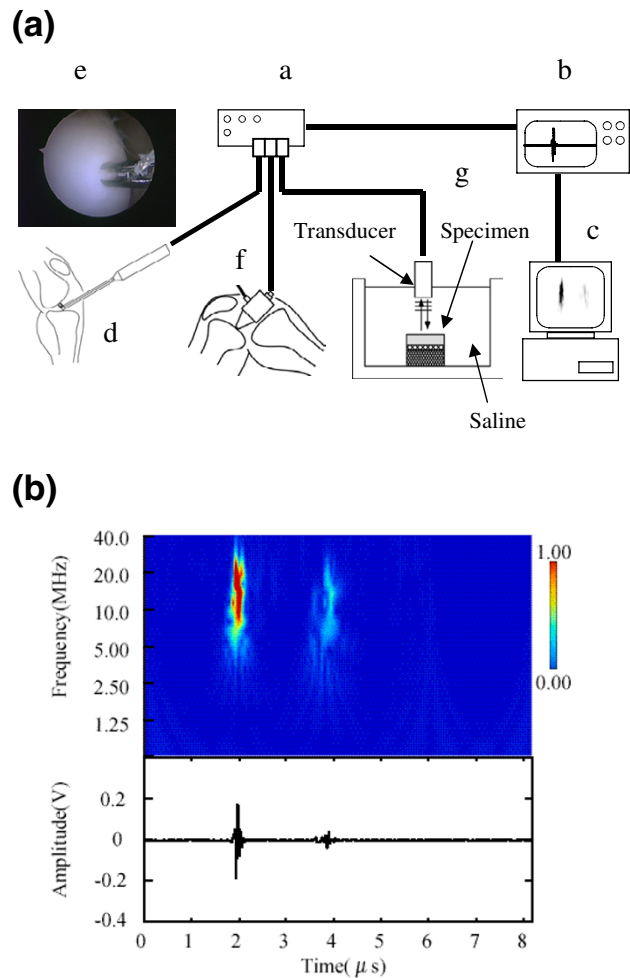 (a)
e a b
g
Transducer Specimen c
f
d
Saline
(b)
40.0
20.0
10.0
5.00
2.50
1.25
Frequency(MHz)
1.00
0.00
0.2
0
-0.2
-0.4
Amplitude(V)
0 1 2 3 4 5 6 7 8
Time( μ s)